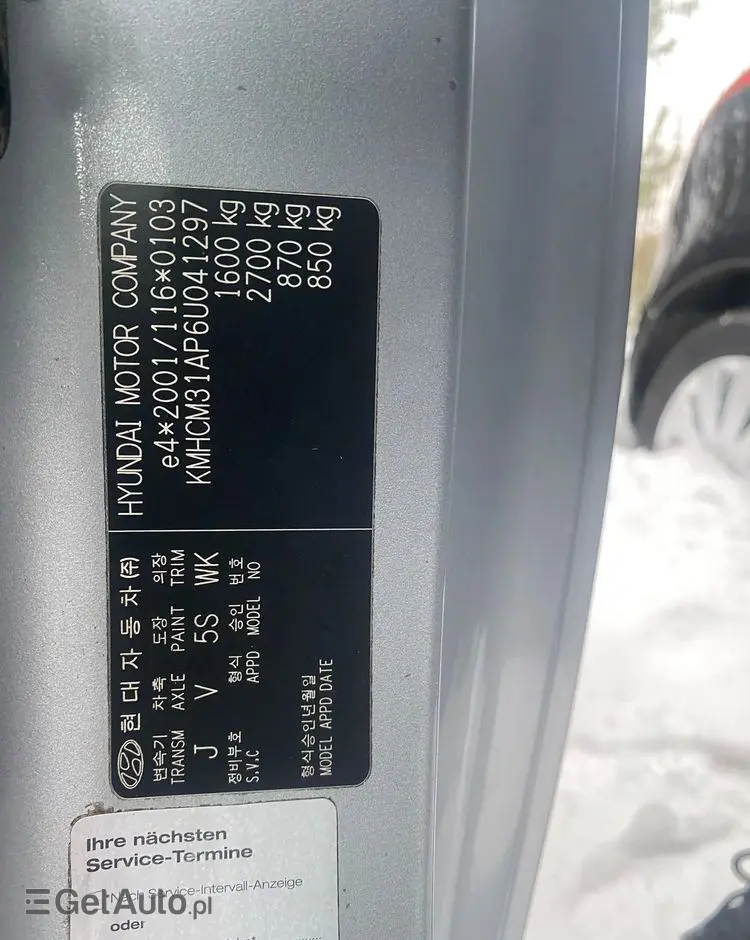 HYUNDAI MOTOR COMPANY
e4*2001/116*0103
KMHCM31AP6U041297
1600 kg
2700 kg
870 kg
850 kg
현대자동차(주)
변속기 차축 도장 의장
TRANSM AXLE PAINT TRIM
J V 5S WK
정비부호 형식 승인 번호
S.V.C APPD MODEL NO
형식승인년월일
MODEL APPD DATE
Ihre nächsten
Service-Termine
Nach Service-Intervall-Anzeige
oder
GetAuto.pl